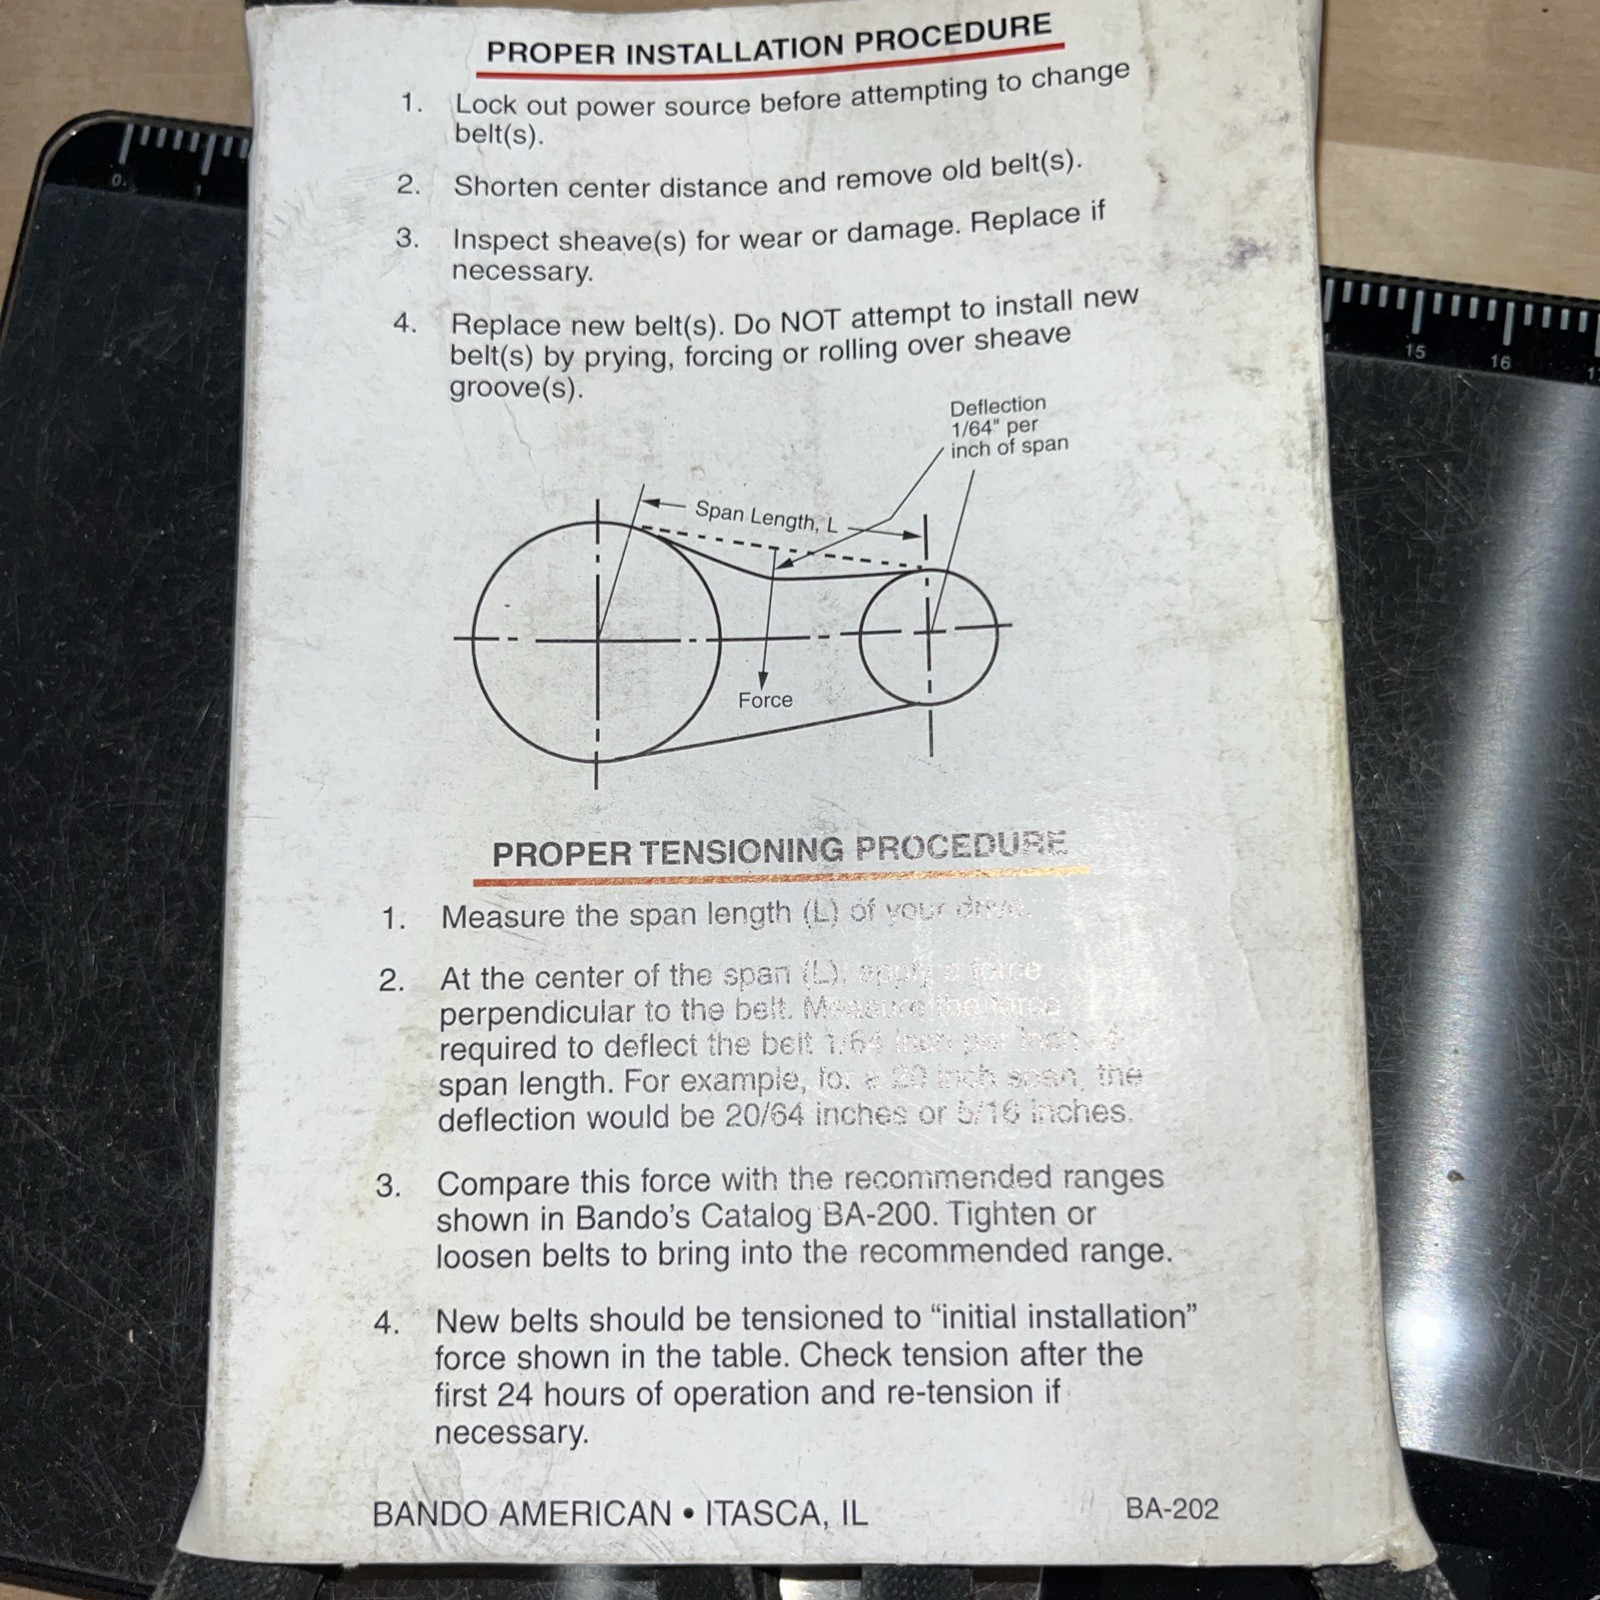 PROPER INSTALLATION PROCEDURE
1. Lock out power source before attempting to change
belt(s).
2. Shorten center distance and remove old belt(s).
3. Inspect sheave(s) for wear or damage. Replace if
necessary.
4. Replace new belt(s). Do NOT attempt to install new
belt(s) by prying, forcing or rolling over sheave
groove(s).
Deflection
1/64" per
inch of span
Span Length, L
Force
PROPER TENSIONING PROCEDURE
1. Measure the span length (L) of your drive.
2. At the center of the span (L), apply a force
perpendicular to the belt. Measure the force
required to deflect the belt 1/64 inch per inch of
span length. For example, for a 20 inch span, the
deflection would be 20/64 inches or 5/16 inches.
3. Compare this force with the recommended ranges
shown in Bando's Catalog BA-200. Tighten or
loosen belts to bring into the recommended range.
4. New belts should be tensioned to “initial installation”
force shown in the table. Check tension after the
first 24 hours of operation and re-tension if
necessary.
BANDO AMERICAN • ITASCA, IL
BA-202
0
1
15
16